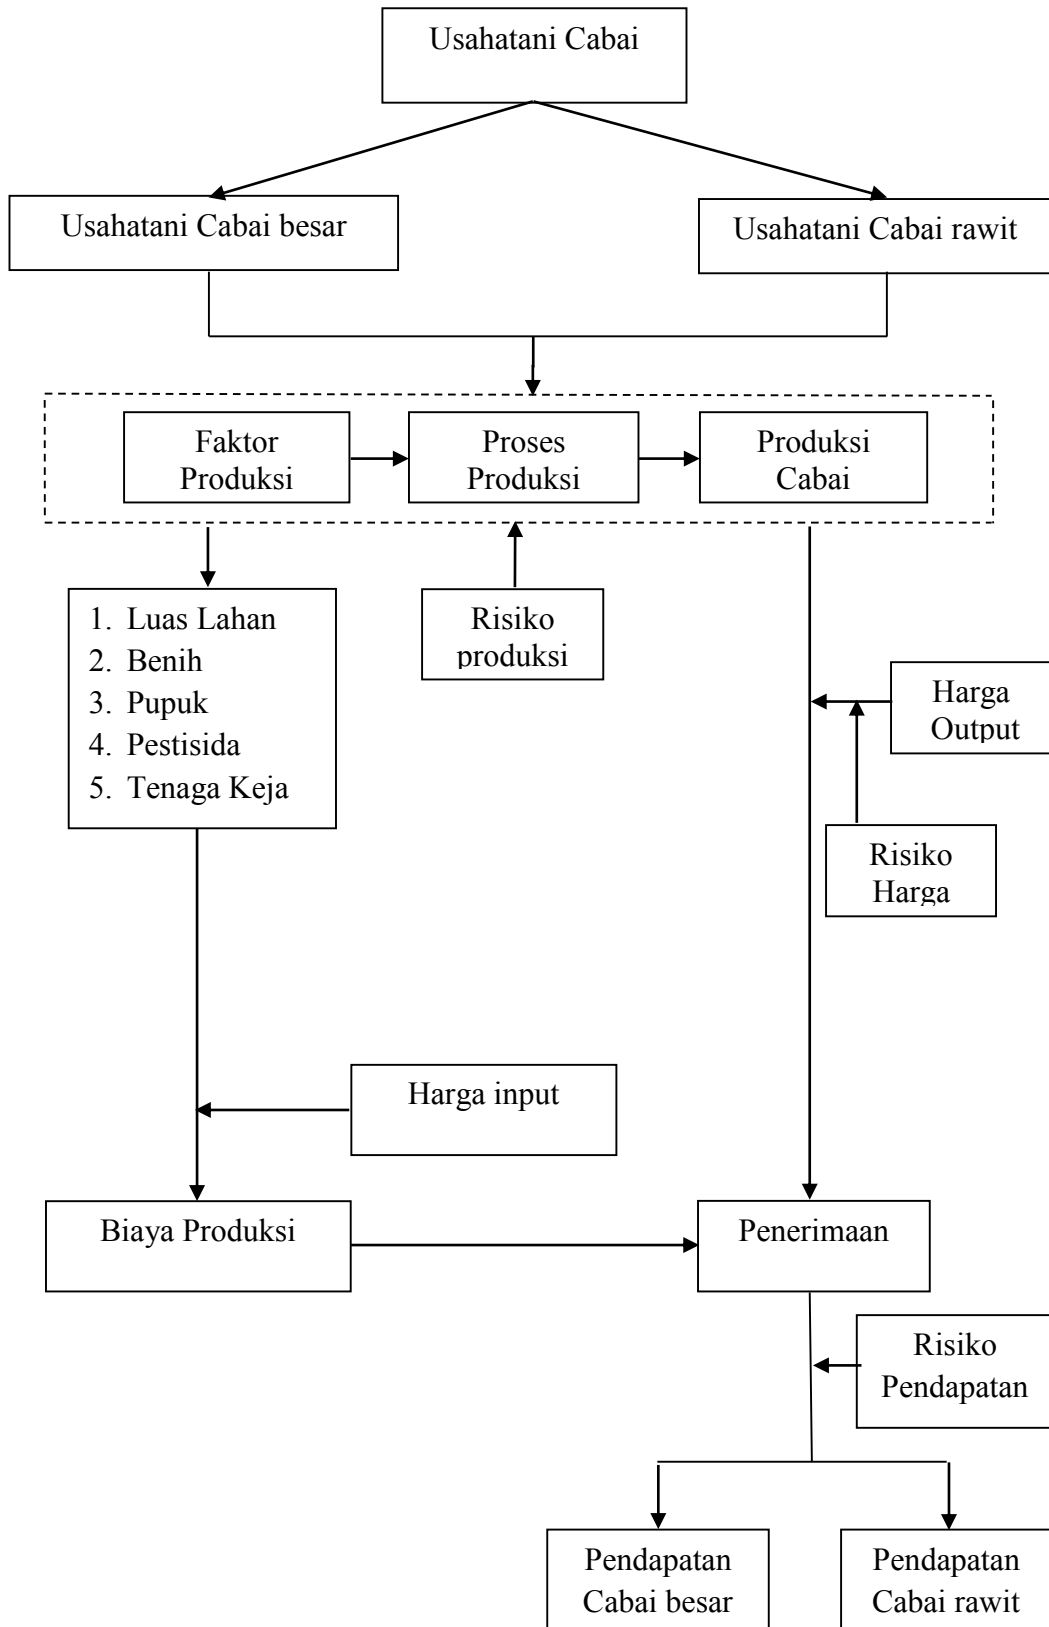 Usahatani Cabai
Usahatani Cabai besar
Usahatani Cabai rawit
Faktor
Produksi
Proses
Produksi
Produksi
Cabai
1. Luas Lahan
2. Benih
3. Pupuk
4. Pestisida
5. Tenaga Keja
Risiko
produksi
Harga
Output
Risiko
Harga
Harga input
Biaya Produksi
Penerimaan
Risiko
Pendapatan
Pendapatan
Cabai besar
Pendapatan
Cabai rawit